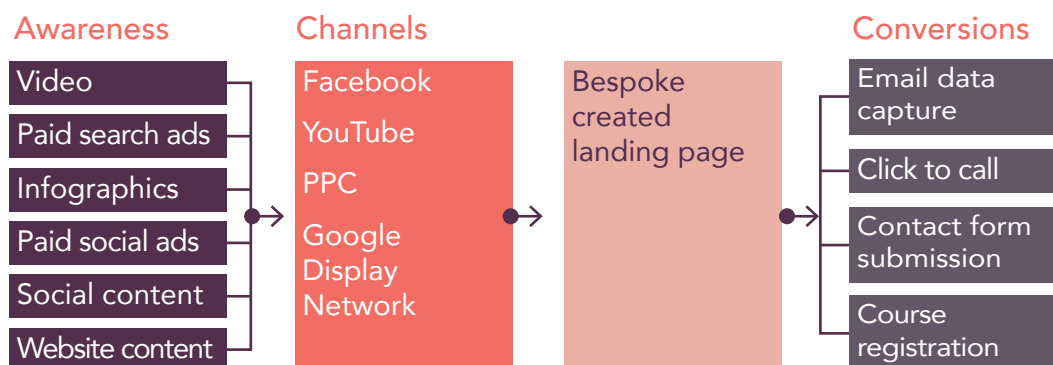 Awareness
Video
Paid search ads
Infographics
Paid social ads
Social content
Website content
Channels
Facebook
YouTube
PPC
Google
Display
Network
Bespoke
created
landing page
Conversions
Email data
capture
Click to call
Contact form
submission
Course
registration